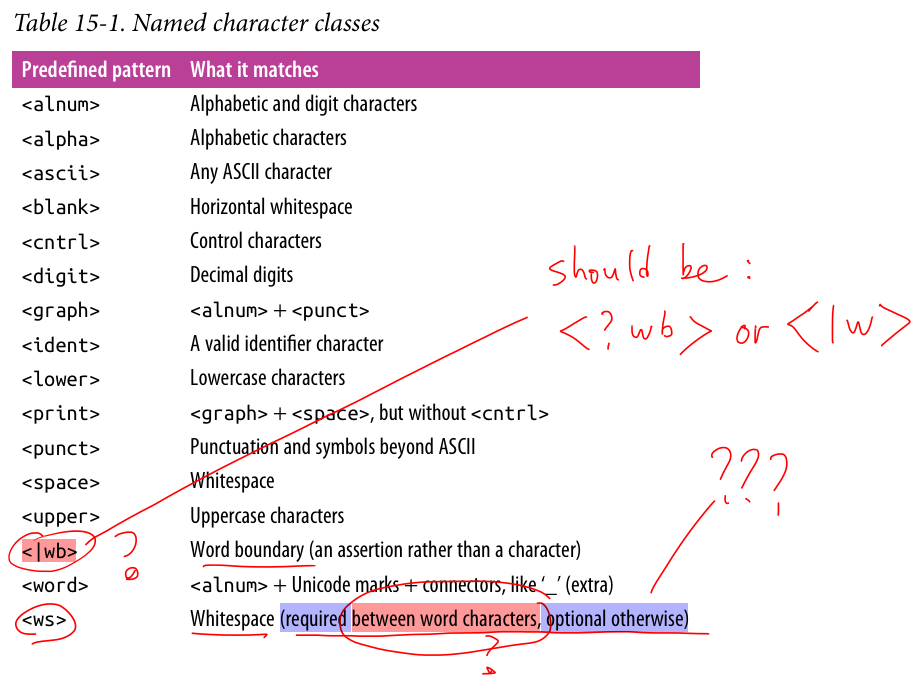 Table 15-1. Named character classes
Predefined pattern What it matches
<alnum> Alphabetic and digit characters
<alpha> Alphabetic characters
<ascii> Any ASCII character
<blank> Horizontal whitespace
<cntrl> Control characters
<digit> Decimal digits
<graph> <alnum> + <punct>
<ident> A valid identifier character
<lower> Lowercase characters
<print> <graph> + <space>, but without <cntrl>
<punct> Punctuation and symbols beyond ASCII
<space> Whitespace
<upper> Uppercase characters
<|wb> Word boundary (an assertion rather than a character)
<word> <alnum> + Unicode marks + connectors, like ‘_’ (extra)
<ws> Whitespace (required between word characters, optional otherwise)
should be:
<?wb> or <|w>
???
?
?